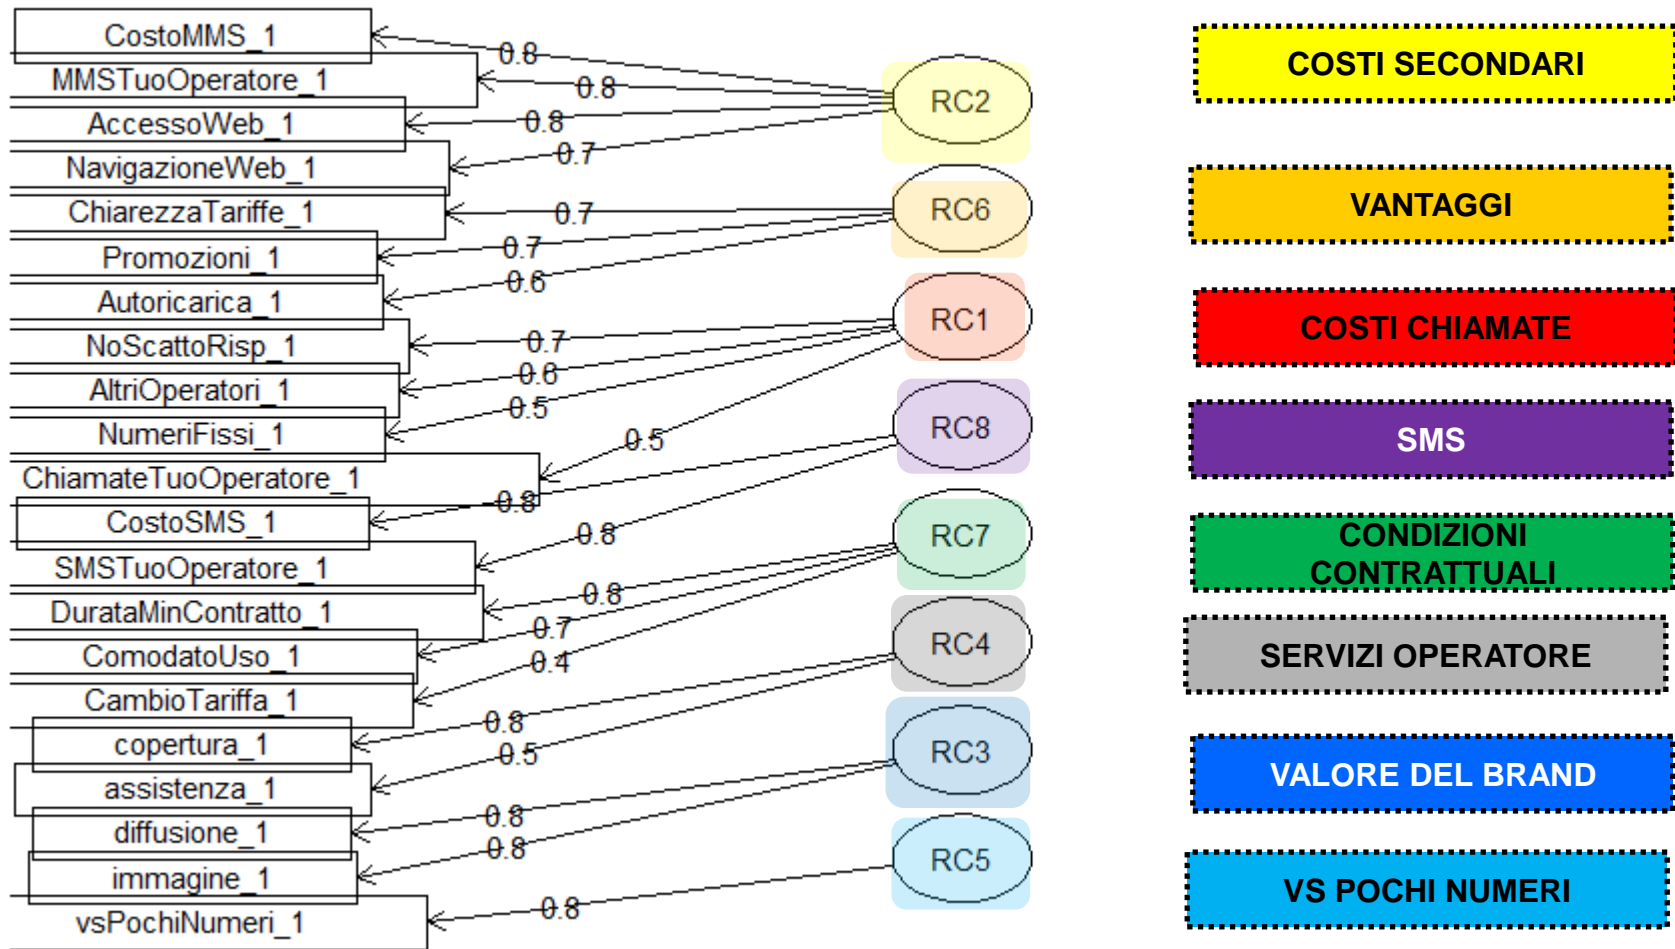 CostoMMS_1
MMSTuoOperatore_1
AccessoWeb_1
NavigazioneWeb_1
ChiarezzaTariffe_1
Promozioni_1
Autoricarica_1
NoScattoRisp_1
AltriOperatori_1
NumeriFissi_1
ChiamateTuoOperatore_1
CostoSMS_1
SMSTuoOperatore_1
DurataMinContratto_1
ComodatoUso_1
CambioTariffa_1
copertura_1
assistenza_1
diffusione_1
immagine_1
vsPochiNumeri_1
0.8
0.8
0.8
0.7
0.7
0.7
0.6
0.7
0.6
0.5
0.5
0.8
0.8
0.8
0.7
0.4
0.8
0.5
0.8
0.8
0.8
RC2
RC6
RC1
RC8
RC7
RC4
RC3
RC5
COSTI SECONDARI
VANTAGGI
COSTI CHIAMATE
SMS
CONDIZIONI
CONTRATTUALI
SERVIZI OPERATORE
VALORE DEL BRAND
VS POCHI NUMERI